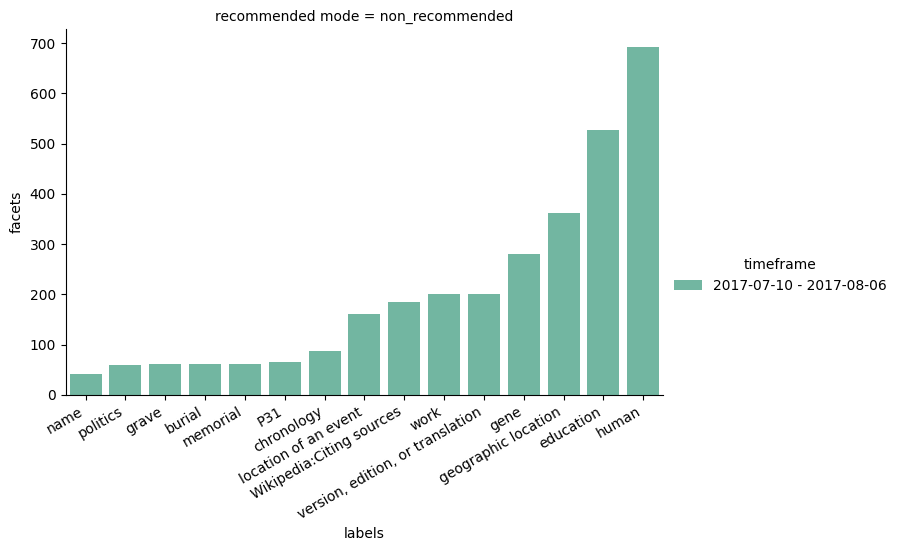 recommended mode = non_recommended
700
600
500
400
300
200
100
0
facets
name
politics
grave
burial
memorial
P31
chronology
location of an event
Wikipedia:Citing sources
work
version, edition, or translation
gene
geographic location
education
human
labels
timeframe
2017-07-10 - 2017-08-06